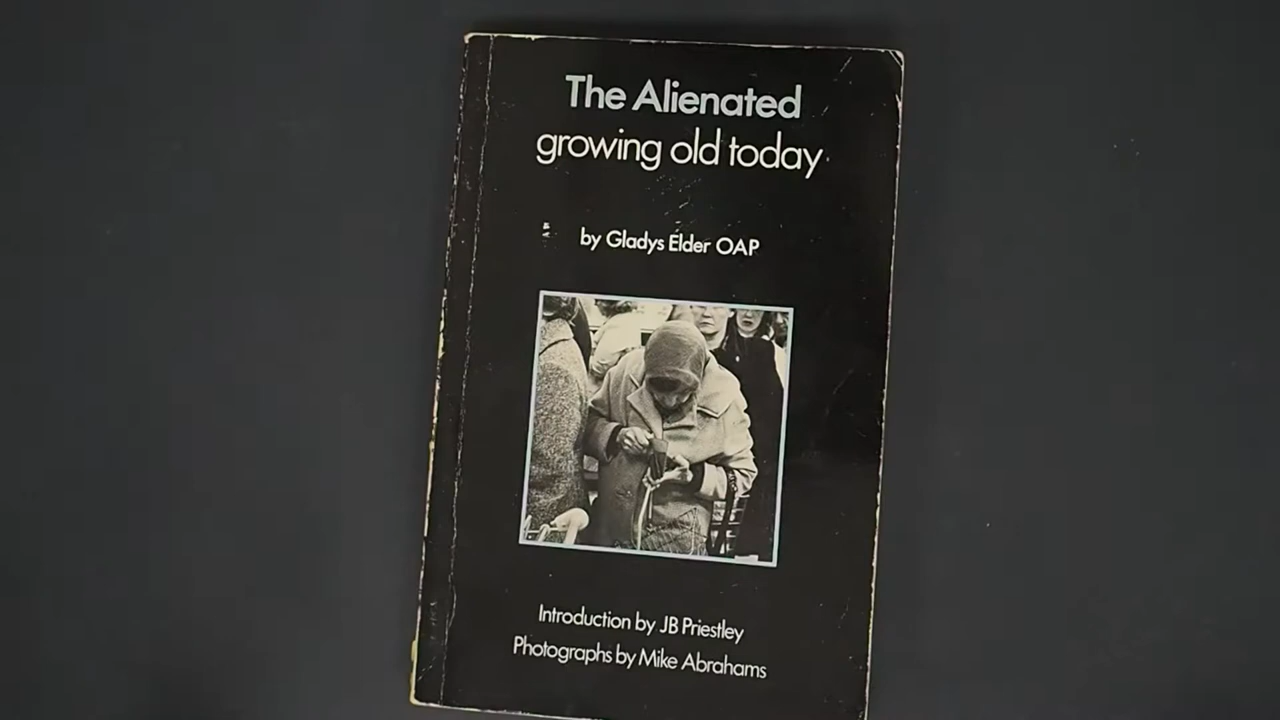 The Alienated
growing old today
by Gladys Elder OAP
Introduction by JB Priestley
Photographs by Mike Abrahams